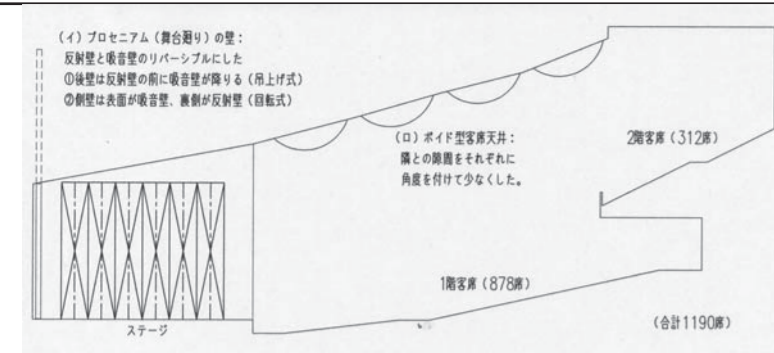 (イ) プロセニアム（舞台廻り）の壁：
反射壁と吸音壁のリバーシブルにした
①後壁は反射壁の前に吸音壁が降りる（吊上げ式）
②側壁は表面が吸音壁、裏側が反射壁（回転式）
(ロ) ボイド型客席天井：
隣との隙間をそれぞれに
角度を付けて少なくした。
2階客席（312席）
1階客席（878席）
ステージ
（合計1190席）